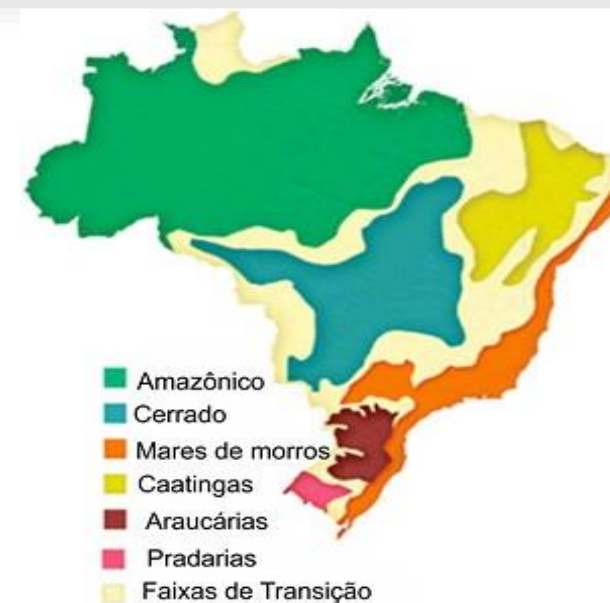 Amazônico
Cerrado
Mares de morros
Caatingas
Araucárias
Pradarias
Faixas de Transição